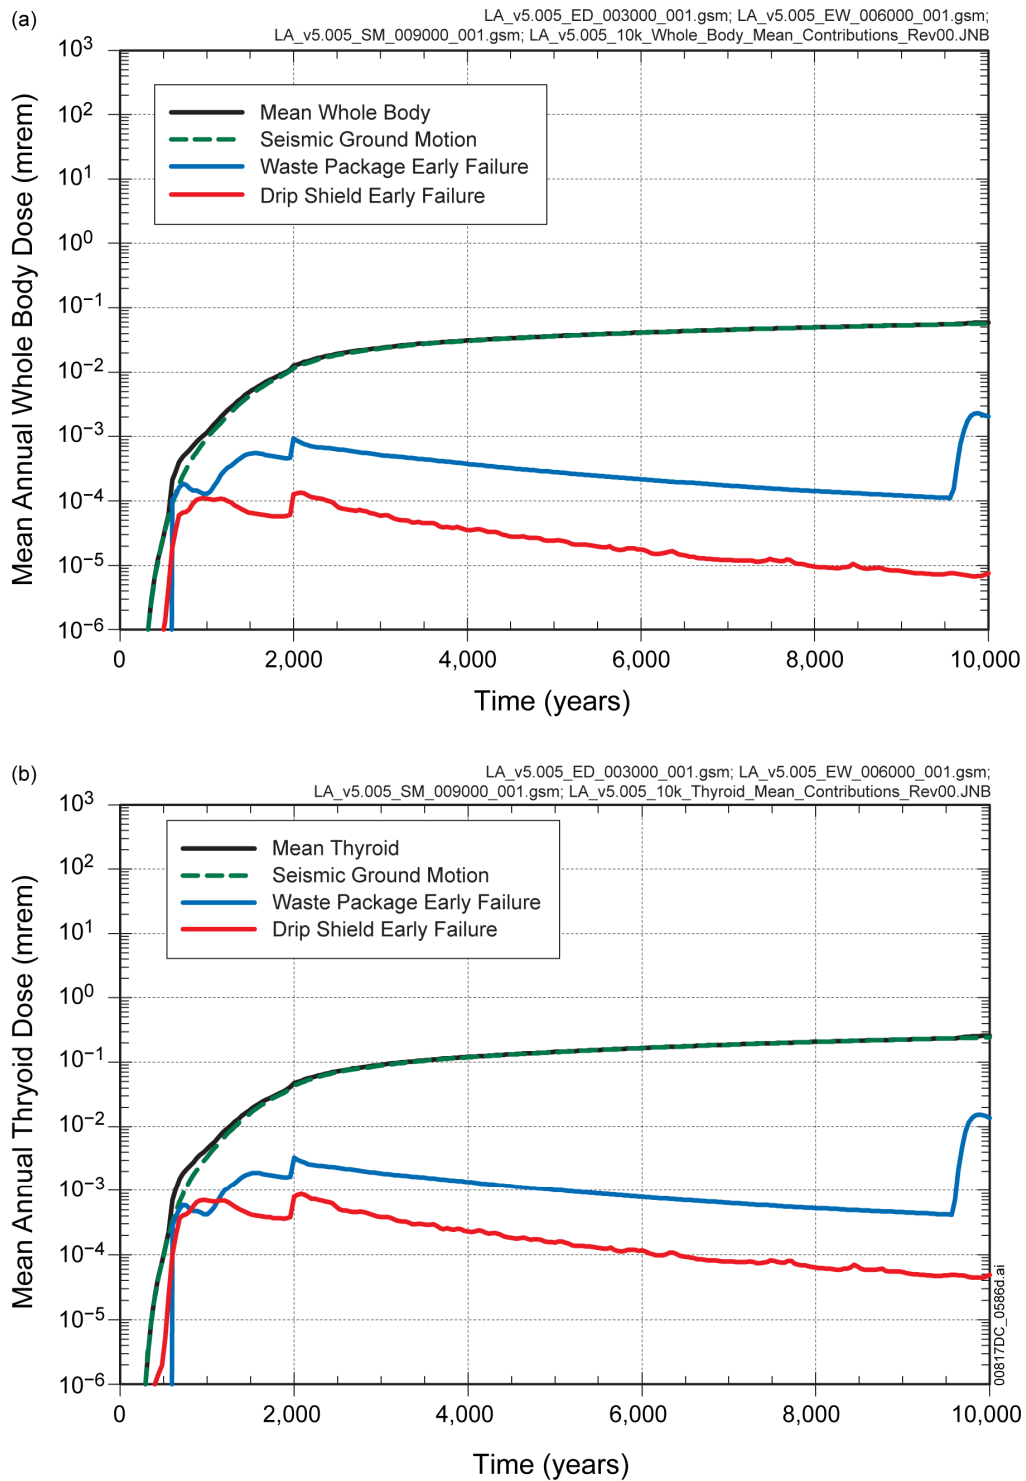 (a)
LA_v5.005_ED_003000_001.gsm; LA_v5.005_EW_006000_001.gsm;
LA_v5.005_SM_009000_001.gsm; LA_v5.005_10k_Whole_Body_Mean_Contributions_Rev00.JNB
Mean Annual Whole Body Dose (mrem)
10³
10²
10¹
10⁰
10⁻¹
10⁻²
10⁻³
10⁻⁴
10⁻⁵
10⁻⁶
Mean Whole Body
Seismic Ground Motion
Waste Package Early Failure
Drip Shield Early Failure
0 2,000 4,000 6,000 8,000 10,000
Time (years)
(b)
LA_v5.005_ED_003000_001.gsm; LA_v5.005_EW_006000_001.gsm;
LA_v5.005_SM_009000_001.gsm; LA_v5.005_10k_Thyroid_Mean_Contributions_Rev00.JNB
Mean Annual Thryoid Dose (mrem)
10³
10²
10¹
10⁰
10⁻¹
10⁻²
10⁻³
10⁻⁴
10⁻⁵
10⁻⁶
Mean Thyroid
Seismic Ground Motion
Waste Package Early Failure
Drip Shield Early Failure
00817DC_0586d.ai
0 2,000 4,000 6,000 8,000 10,000
Time (years)